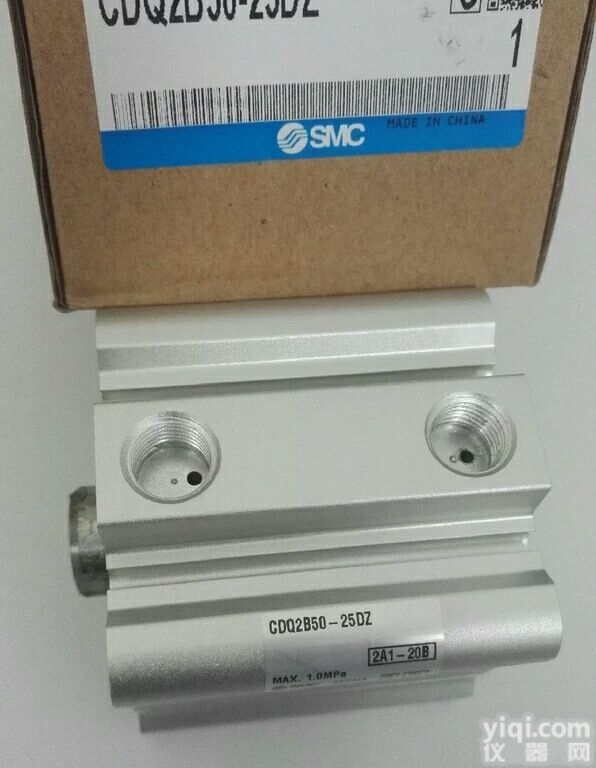 CDQ2B50-25DZ
1
SMC
MADE IN CHINA
CDQ2B50-25DZ
2A1-20B
MAX. 1.0MPa
yiqi.com
仪器网